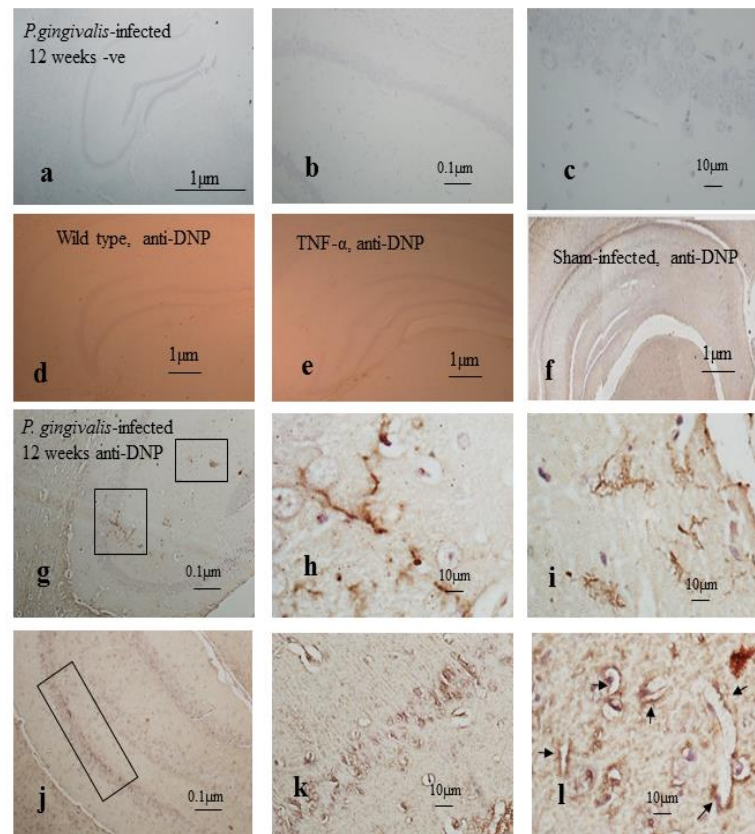 P.gingivalis-infected
12 weeks -ve
a
1μm
b
0.1μm
c
10μm
Wild type, anti-DNP
d
1μm
TNF-α, anti-DNP
e
1μm
Sham-infected, anti-DNP
f
1μm
P. gingivalis-infected
12 weeks anti-DNP
g
0.1μm
h
10μm
i
10μm
j
0.1μm
k
10μm
l
10μm